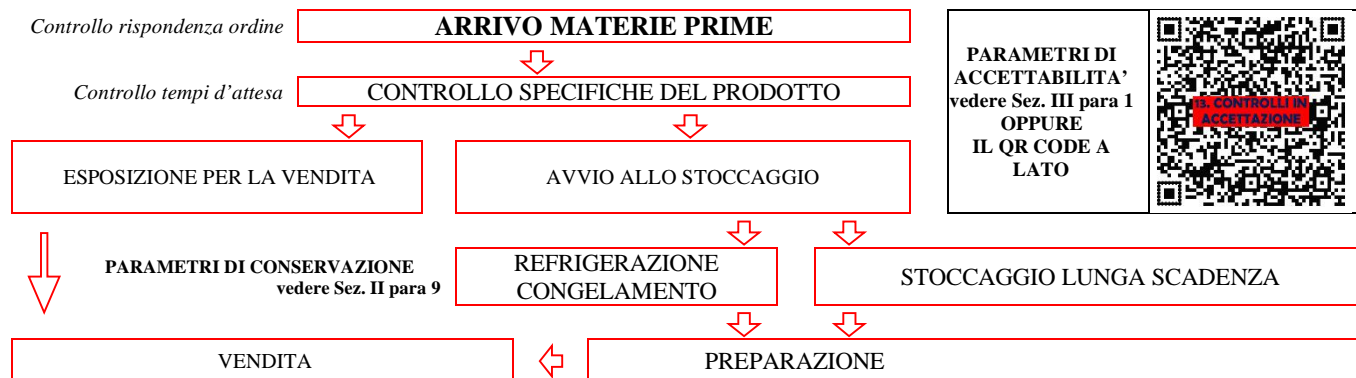 Controllo rispondenza ordine
ARRIVO MATERIE PRIME
Controllo tempi d'attesa
CONTROLLO SPECIFICHE DEL PRODOTTO
PARAMETRI DI
ACCETTABILITA'
vedere Sez. III para 1
OPPURE
IL QR CODE A
LATO
13. CONTROLLI IN
ACCETTAZIONE
ESPOSIZIONE PER LA VENDITA
AVVIO ALLO STOCCAGGIO
PARAMETRI DI CONSERVAZIONE
vedere Sez. II para 9
REFRIGERAZIONE
CONGELAMENTO
STOCCAGGIO LUNGA SCADENZA
VENDITA
PREPARAZIONE